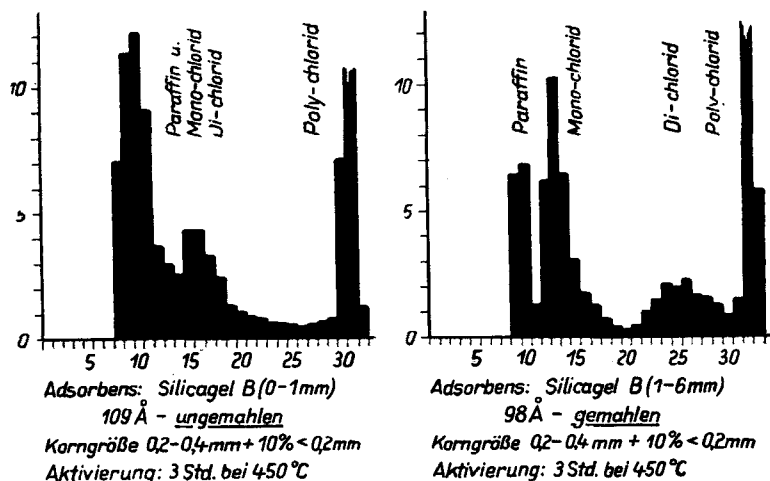 10
5
0
Paraffin u.
Mono-chlorid
Di-chlorid
Poly-chlorid
5 10 15 20 25 30
Adsorbens: Silicagel B (0-1mm)
109 Å - ungemahlen
Korngröße 0,2-0,4mm + 10% < 0,2mm
Aktivierung: 3 Std. bei 450 °C
10
5
0
Paraffin
Mono-chlorid
Di-chlorid
Poly-chlorid
5 10 15 20 25 30
Adsorbens: Silicagel B (1-6mm)
98 Å - gemahlen
Korngröße 0,2-0,4 mm + 10% < 0,2mm
Aktivierung: 3 Std. bei 450 °C